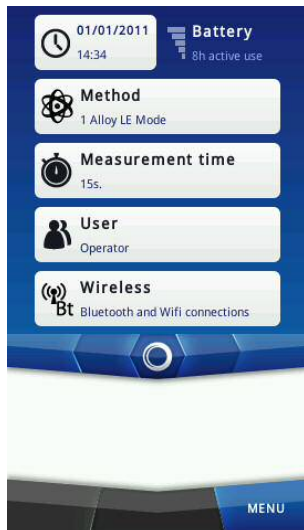 01/01/2011
14:34
Battery
8h active use
Method
1 Alloy LE Mode
Measurement time
15s.
User
Operator
Wireless
Bt
Bluetooth and Wifi connections
MENU